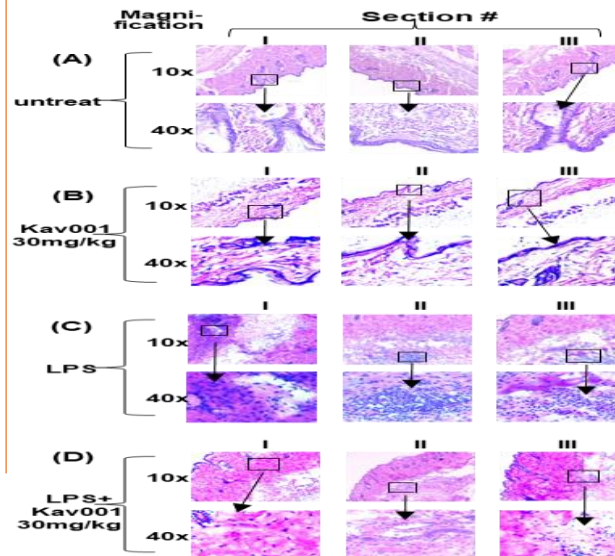 Magni-
fication
Section #
I II III
(A)
10x
untreat
40x
I II III
(B)
10x
Kav001
30mg/kg
40x
I II III
(C)
10x
LPS
40x
I II III
(D)
10x
LPS+
Kav001
30mg/kg
40x